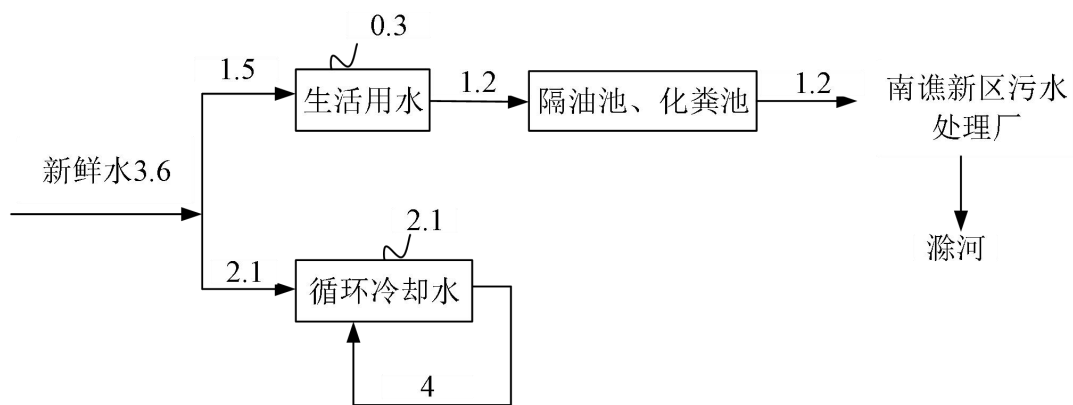 0.3
1.5
生活用水
1.2
隔油池、化粪池
1.2
南谯新区污水
处理厂
新鲜水3.6
滁河
2.1
2.1
循环冷却水
4